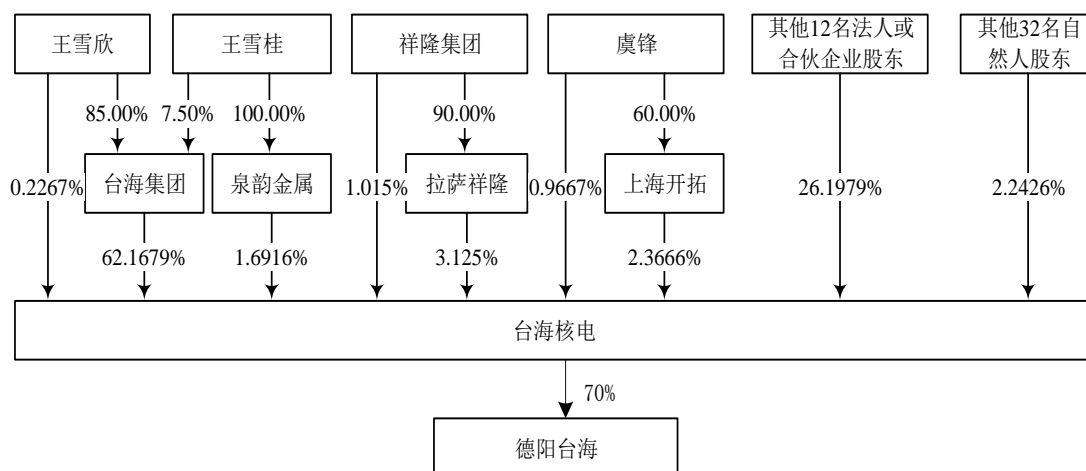 王雪欣
王雪桂
祥隆集团
虞锋
其他12名法人或
合伙企业股东
其他32名自
然人股东
85.00%
7.50%
100.00%
90.00%
60.00%
0.2267%
台海集团
泉韵金属
1.015%
拉萨祥隆
0.9667%
上海开拓
26.1979%
2.2426%
62.1679%
1.6916%
3.125%
2.3666%
台海核电
70%
德阳台海